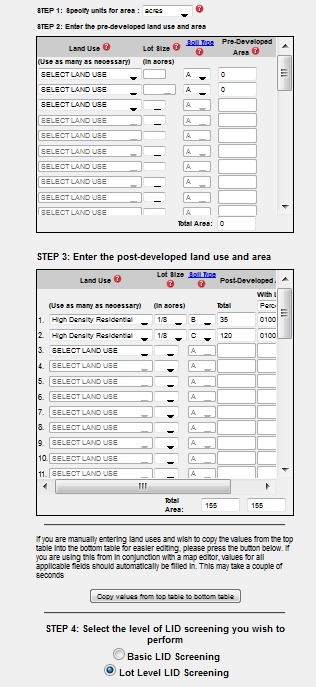 STEP 1: Specify units for area : acres
STEP 2: Enter the pre-developed land use and area
Land Use ? Lot Size ? Soil Type ? Pre-Developed Area ?
(Use as many as necessary) (in acres)
SELECT LAND USE A 0
SELECT LAND USE A 0
SELECT LAND USE A
SELECT LAND USE A
SELECT LAND USE A
SELECT LAND USE A
SELECT LAND USE A
SELECT LAND USE A
SELECT LAND USE A
SELECT LAND USE A
Total Area: 0
STEP 3: Enter the post-developed land use and area
Land Use ? Lot Size ? Soil Type ? Post-Developed
With L
(Use as many as necessary) (in acres) Total Perc
1. High Density Residential 1/8 B 35 0100
2. High Density Residential 1/8 C 120 0100
3. SELECT LAND USE A
4. SELECT LAND USE A
5. SELECT LAND USE A
6. SELECT LAND USE A
7. SELECT LAND USE A
8. SELECT LAND USE A
9. SELECT LAND USE A
10. SELECT LAND USE A
11. SELECT LAND USE A
Total Area: 155 155
If you are manually entering land uses and wish to copy the values from the top
table into the bottom table for easier editing, please press the button below. If
you are using this from in conjunction with a map editor, values for all
applicable fields should automatically be filled in. This may take a couple of
seconds
Copy values from top table to bottom table
STEP 4: Select the level of LID screening you wish to
perform
Basic LID Screening
Lot Level LID Screening